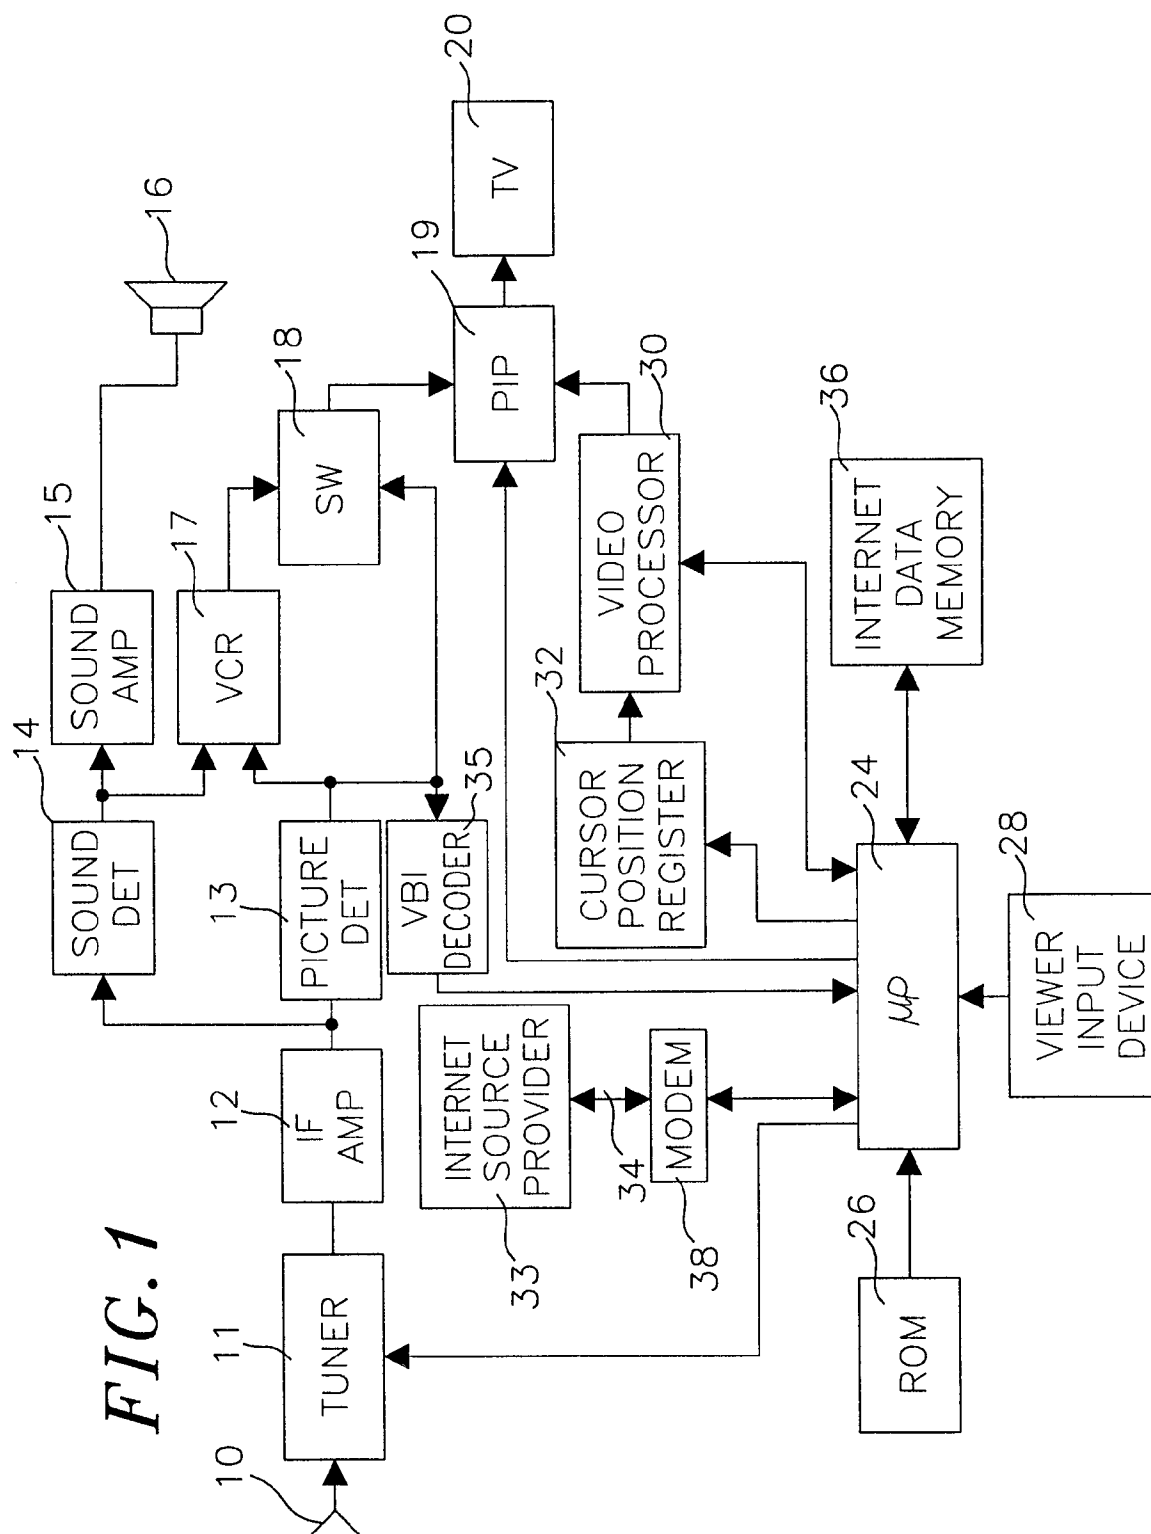 FIG. 1
10
11
TUNER
12
IF
AMP
13
PICTURE
DET
14
SOUND
DET
15
SOUND
AMP
16
17
VCR
18
SW
19
PIP
20
TV
35
VBI
DECODER
33
INTERNET
SOURCE
PROVIDER
34
38
MODEM
32
CURSOR
POSITION
REGISTER
30
VIDEO
PROCESSOR
24
μP
36
INTERNET
DATA
MEMORY
26
ROM
28
VIEWER
INPUT
DEVICE